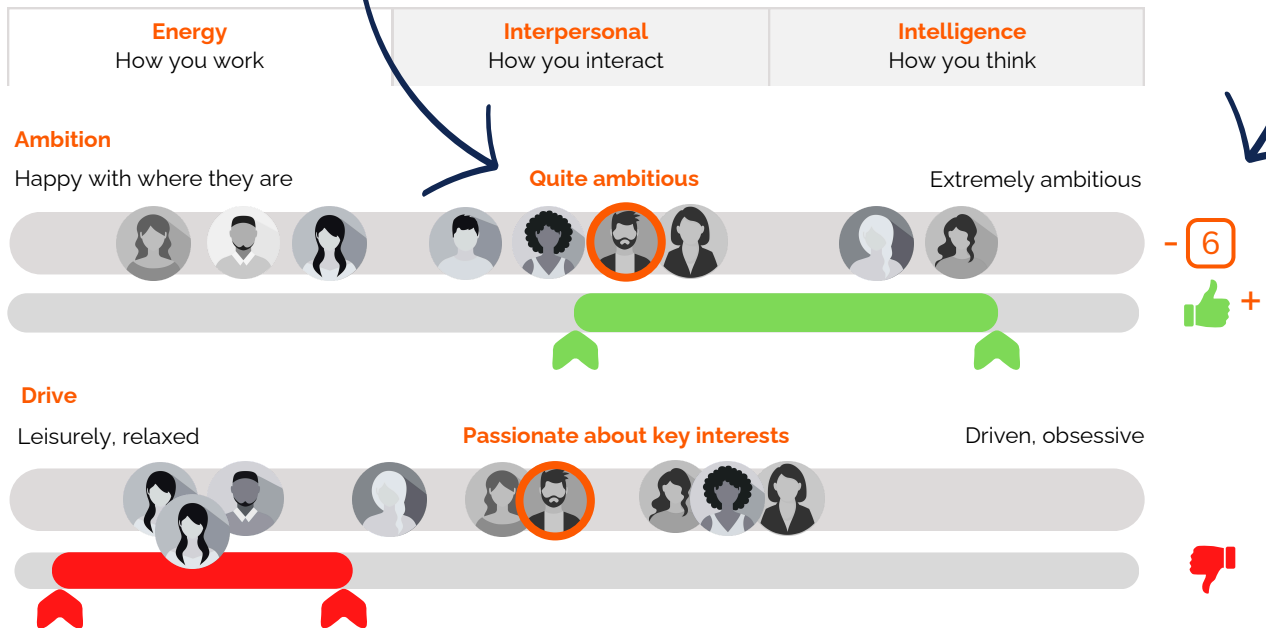 Energy
How you work
Interpersonal
How you interact
Intelligence
How you think
Ambition
Happy with where they are
Quite ambitious
Extremely ambitious
- 6
+
Drive
Leisurely, relaxed
Passionate about key interests
Driven, obsessive